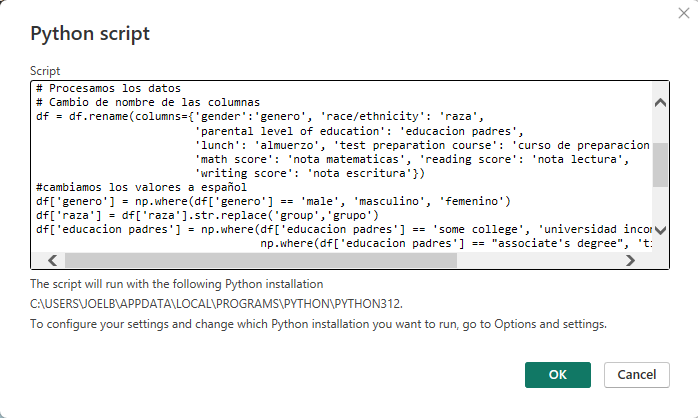 Python script
Script
# Procesamos los datos
# Cambio de nombre de las columnas
df = df.rename(columns={'gender':'genero', 'race/ethnicity': 'raza',
'parental level of education': 'educacion padres',
'lunch': 'almuerzo', 'test preparation course': 'curso de preparacion
'math score': 'nota matematicas', 'reading score': 'nota lectura',
'writing score': 'nota escritura'})
#cambiamos los valores a español
df['genero'] = np.where(df['genero'] == 'male', 'masculino', 'femenino')
df['raza'] = df['raza'].str.replace('group','grupo')
df['educacion padres'] = np.where(df['educacion padres'] == 'some college', 'universidad
np.where(df['educacion padres'] == "associate's degree",
The script will run with the following Python installation
C:\USERS\JOELB\APPDATA\LOCAL\PROGRAMS\PYTHON\PYTHON312.
To configure your settings and change which Python installation you want to run, go to Options and settings.
OK
Cancel